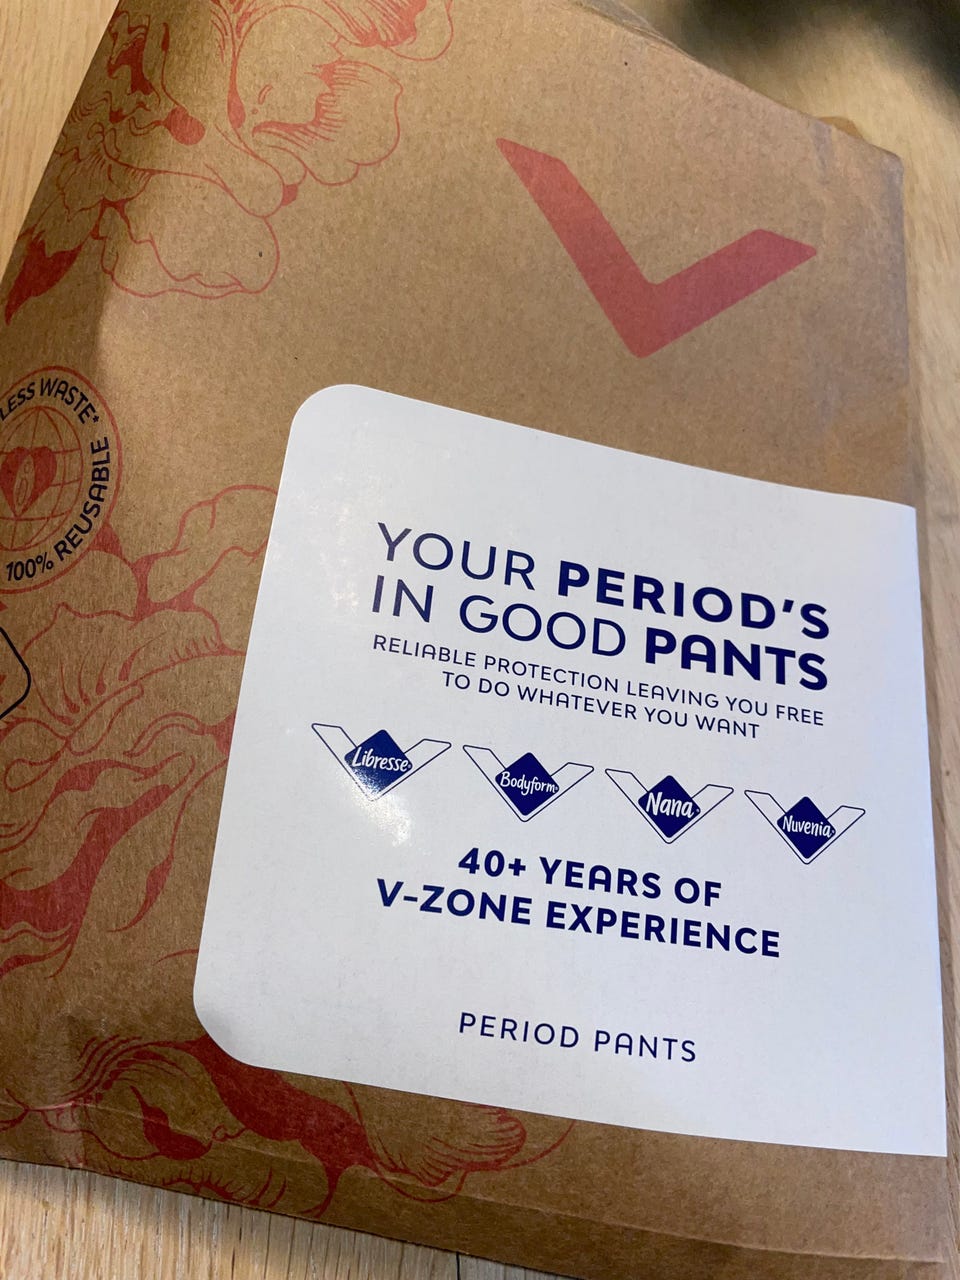 LESS WASTE*
100% REUSABLE
YOUR PERIOD'S
IN GOOD PANTS
RELIABLE PROTECTION LEAVING YOU FREE
TO DO WHATEVER YOU WANT
Libresse
Bodyform
Nana
Nuvenia
40+ YEARS OF
V-ZONE EXPERIENCE
PERIOD PANTS